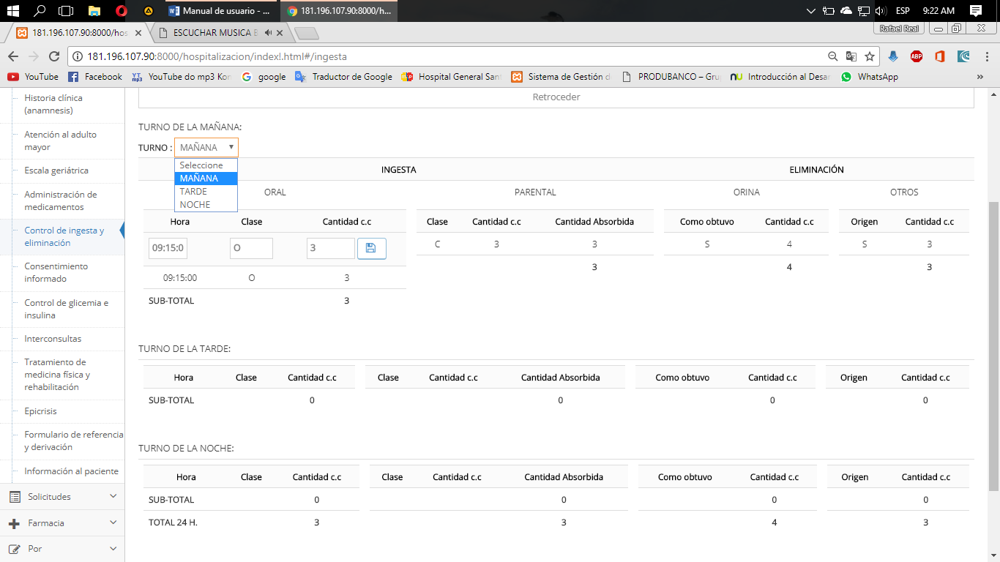 Manual de usuario - ...
181.196.107.90:8000/h...
ESP
9:22 AM
181.196.107.90:8000/hos
ESCUCHAR MUSICA
Rafael Real
181.196.107.90:8000/hospitalizacion/index!.html#/ingesta
YouTube
Facebook
YouTube do mp3 Kon
google
Traductor de Google
Hospital General Sant
Sistema de Gestión d
PRODUBANCO – Gru
Introducción al Desar
WhatsApp
»
Historia clínica
(anamnesis)
Atención al adulto
mayor
Escala geriátrica
Administración de
medicamentos
Control de ingesta y
eliminación
Consentimiento
informado
Control de glicemia e
insulina
Interconsultas
Tratamiento de
medicina física y
rehabilitación
Epicrisis
Formulario de referencia
y derivación
Información al paciente
Solicitudes
Farmacia
Por
Retroceder
TURNO DE LA MAÑANA:
TURNO : MAÑANA
Seleccione
MAÑANA
TARDE
NOCHE
INGESTA ELIMINACIÓN
ORAL PARENTAL ORINA OTROS
Hora Clase Cantidad c.c Clase Cantidad c.c Cantidad Absorbida Como obtuvo Cantidad c.c Origen Cantidad c.c
09:15:0 O 3 C 3 3 S 4 S 3
3 4 3
09:15:00 O 3
SUB-TOTAL 3
TURNO DE LA TARDE:
Hora Clase Cantidad c.c Clase Cantidad c.c Cantidad Absorbida Como obtuvo Cantidad c.c Origen Cantidad c.c
SUB-TOTAL 0 0 0 0
TURNO DE LA NOCHE:
Hora Clase Cantidad c.c Clase Cantidad c.c Cantidad Absorbida Como obtuvo Cantidad c.c Origen Cantidad c.c
SUB-TOTAL 0 0 0 0
TOTAL 24 H. 3 3 4 3